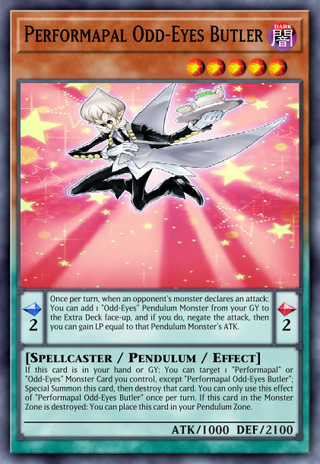 Performapal Odd-Eyes Butler
DARK
闇
Once per turn, when an opponent's monster declares an attack:
You can add 1 "Odd-Eyes" Pendulum Monster from your GY to
the Extra Deck face-up, and if you do, negate the attack, then
you can gain LP equal to that Pendulum Monster's ATK.
2
2
[Spellcaster / Pendulum / Effect]
If this card is in your hand or GY: You can target 1 "Performapal" or
"Odd-Eyes" Monster Card you control, except "Performapal Odd-Eyes Butler";
Special Summon this card, then destroy that card. You can only use this effect
of "Performapal Odd-Eyes Butler" once per turn. If this card in the Monster
Zone is destroyed: You can place this card in your Pendulum Zone.
ATK/1000 DEF/2100